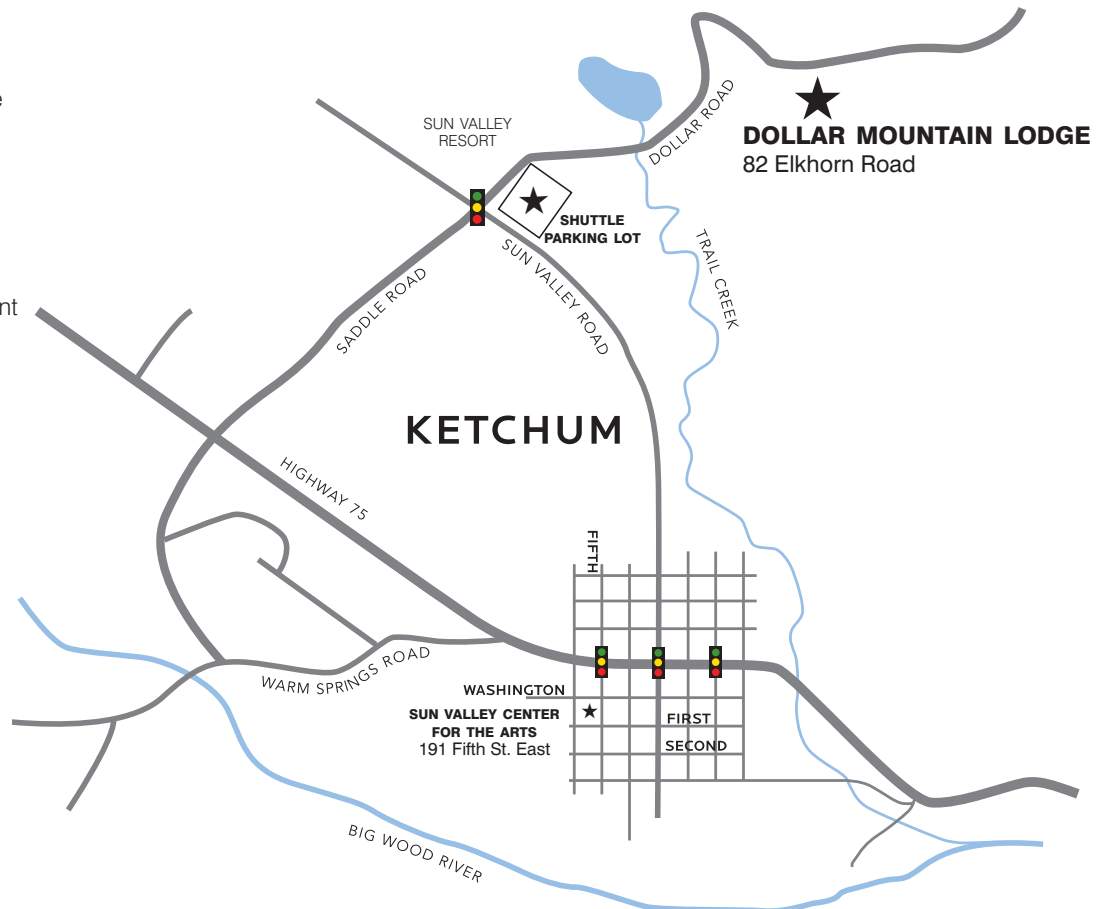 e
SUN VALLEY
RESORT
DOLLAR ROAD
DOLLAR MOUNTAIN LODGE
82 Elkhorn Road
SHUTTLE
PARKING LOT
SUN VALLEY ROAD
TRAIL CREEK
nt
SADDLE ROAD
KETCHUM
HIGHWAY 75
FIFTH
WARM SPRINGS ROAD
WASHINGTON
SUN VALLEY CENTER
FOR THE ARTS
191 Fifth St. East
FIRST
SECOND
BIG WOOD RIVER